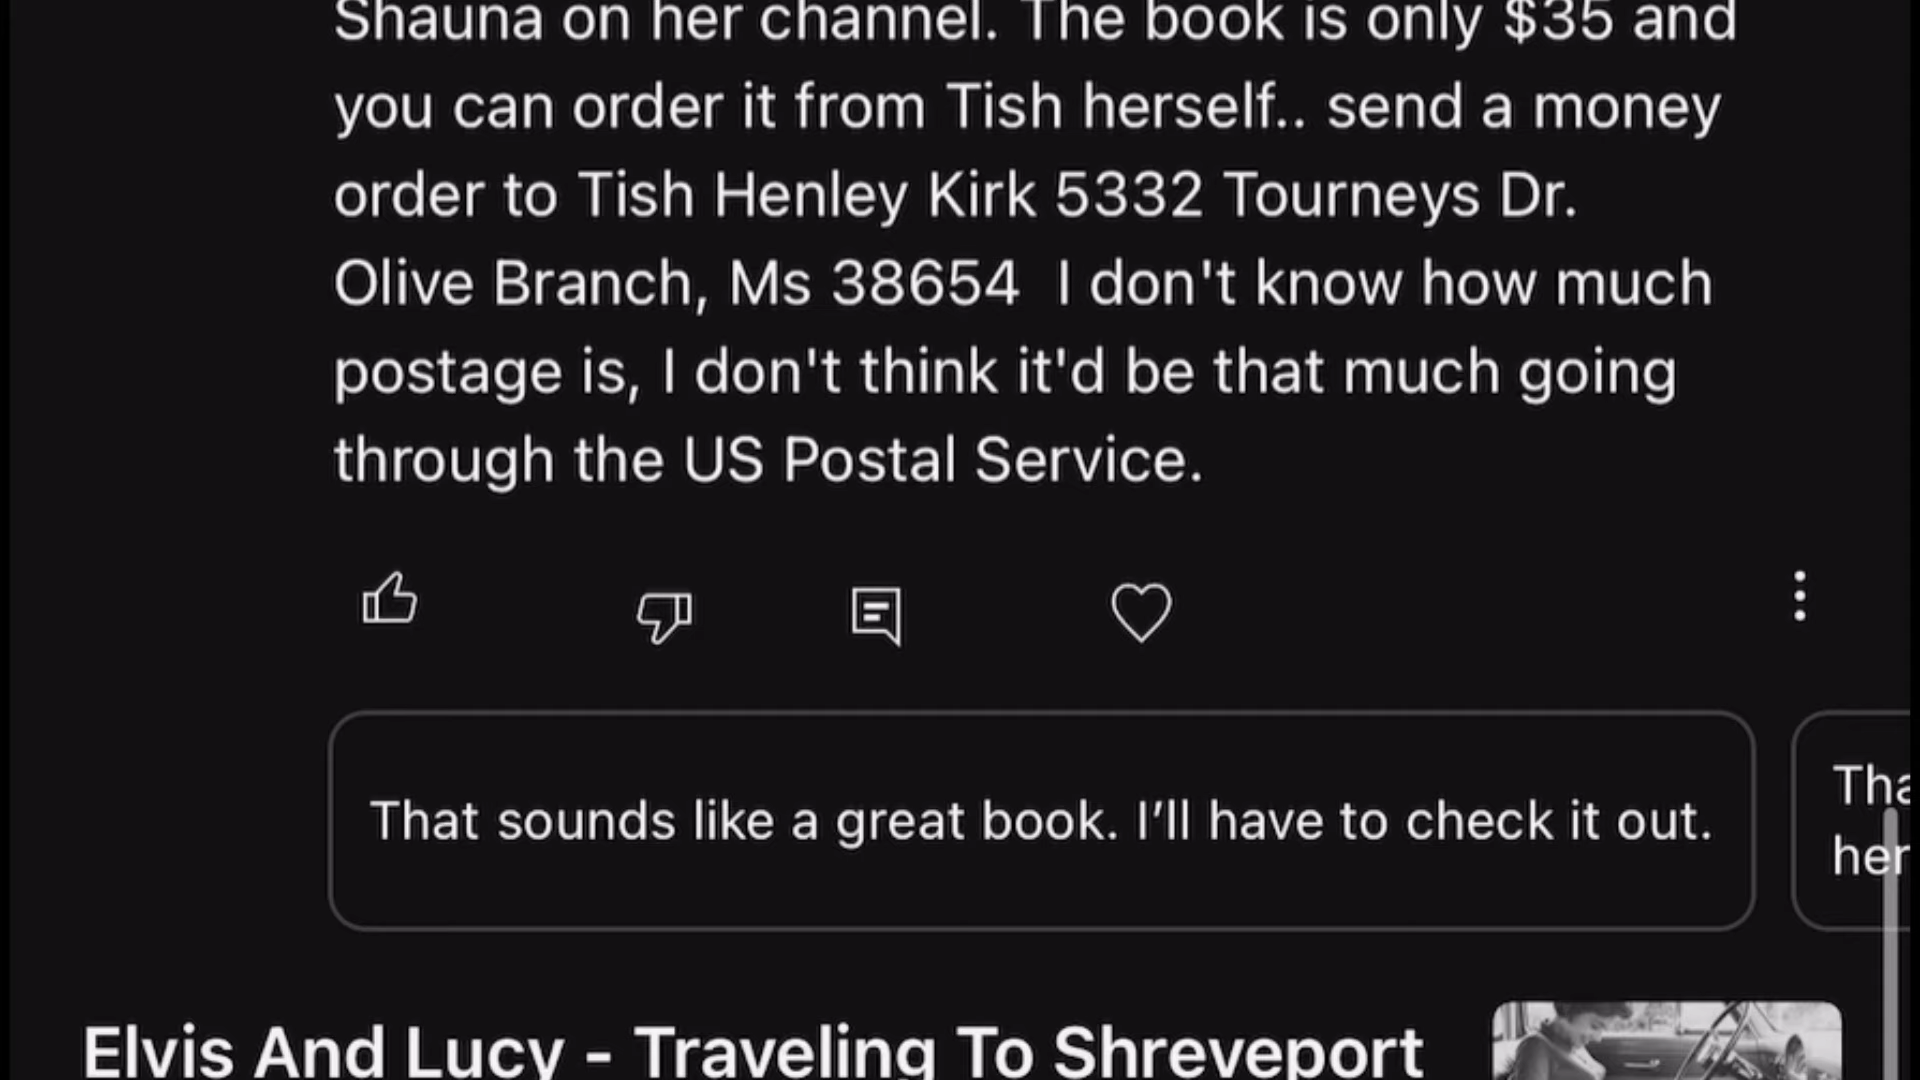 Shauna on her channel. The book is only $35 and
you can order it from Tish herself.. send a money
order to Tish Henley Kirk 5332 Tourneys Dr.
Olive Branch, Ms 38654  I don't know how much
postage is, I don't think it'd be that much going
through the US Postal Service.
That sounds like a great book. I’ll have to check it out.
Tha
her
Elvis And Lucy - Traveling To Shreveport